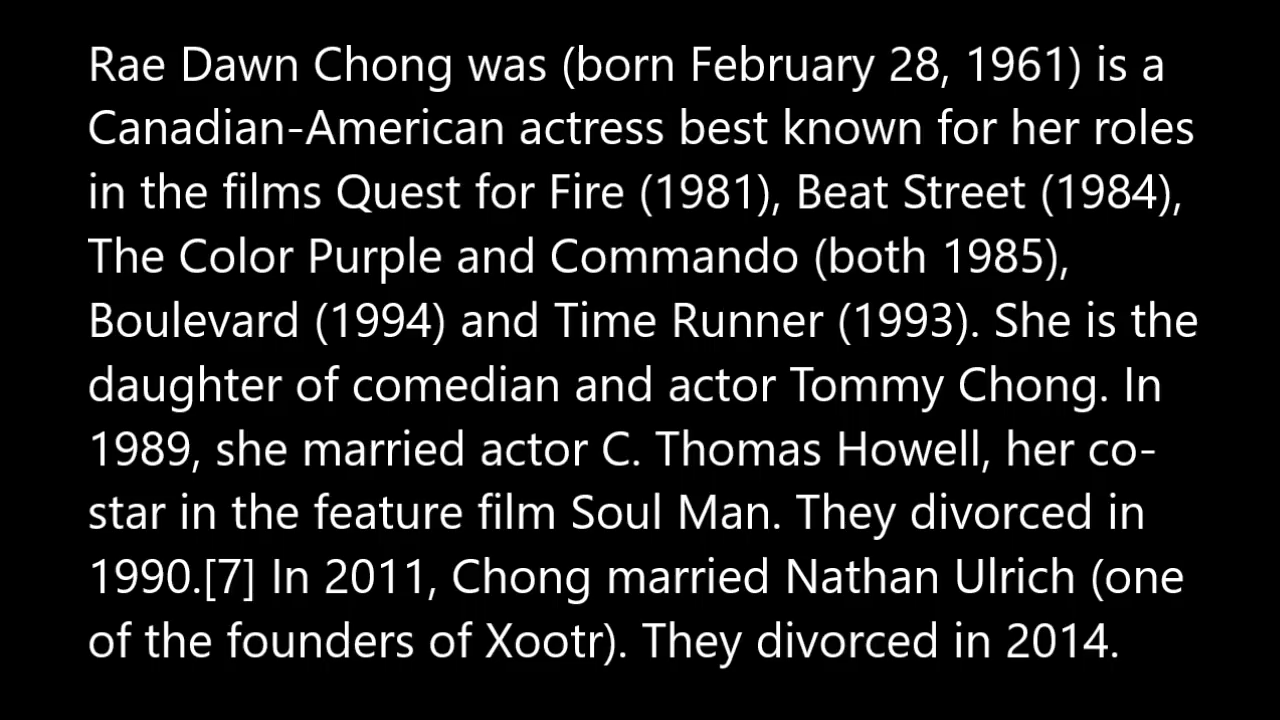 Rae Dawn Chong was (born February 28, 1961) is a
Canadian-American actress best known for her roles
in the films Quest for Fire (1981), Beat Street (1984),
The Color Purple and Commando (both 1985),
Boulevard (1994) and Time Runner (1993). She is the
daughter of comedian and actor Tommy Chong. In
1989, she married actor C. Thomas Howell, her co-
star in the feature film Soul Man. They divorced in
1990.[7] In 2011, Chong married Nathan Ulrich (one
of the founders of Xootr). They divorced in 2014.